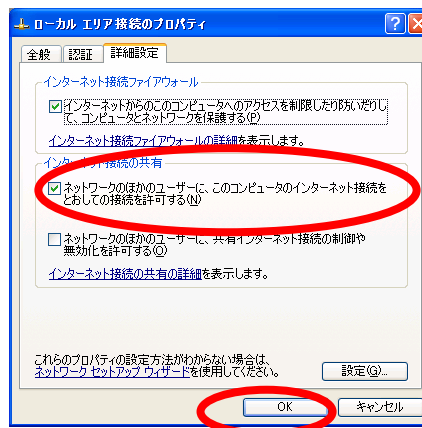 ローカル エリア接続のプロパティ
全般 認証 詳細設定
インターネット接続ファイアウォール
インターネットからのこのコンピュータへのアクセスを制限したり防いだりし
て、コンピュータとネットワークを保護する(P)
インターネット接続ファイアウォールの詳細を表示します。
インターネット接続の共有
ネットワークのほかのユーザーに、このコンピュータのインターネット接続を
とおしての接続を許可する(N)
ネットワークのほかのユーザーに、共有インターネット接続の制御や
無効化を許可する(O)
インターネット接続の共有の詳細を表示します。
これらのプロパティの設定方法がわからない場合は、
ネットワーク セットアップ ウィザードを使用してください。
設定(G)...
OK キャンセル